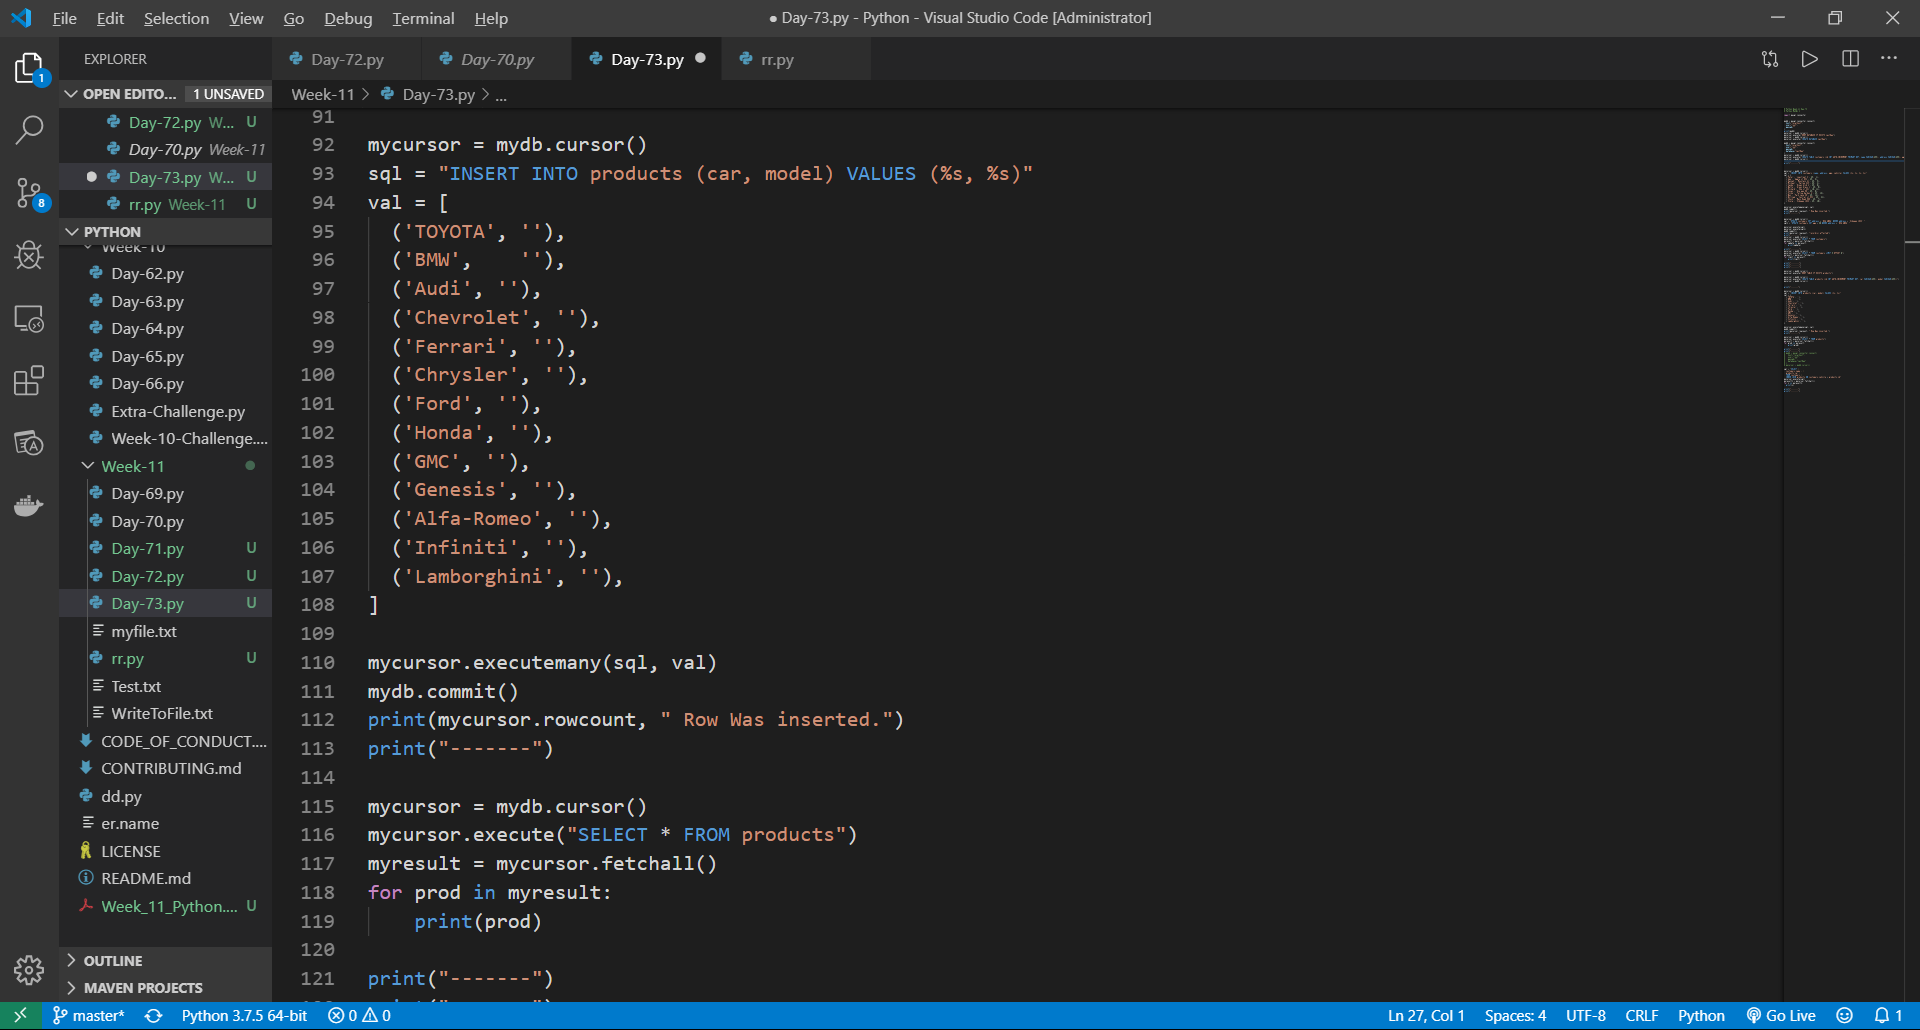 File Edit Selection View Go Debug Terminal Help
● Day-73.py - Python - Visual Studio Code [Administrator]
EXPLORER
Day-72.py
Day-70.py
Day-73.py
rr.py
OPEN EDITO... 1 UNSAVED
Day-72.py W... U
Day-70.py Week-11
Day-73.py W... U
rr.py Week-11 U
PYTHON
Week-10
Day-62.py
Day-63.py
Day-64.py
Day-65.py
Day-66.py
Extra-Challenge.py
Week-10-Challenge....
Week-11
Day-69.py
Day-70.py
Day-71.py U
Day-72.py U
Day-73.py U
myfile.txt
rr.py U
Test.txt
WriteToFile.txt
CODE_OF_CONDUCT....
CONTRIBUTING.md
dd.py
er.name
LICENSE
README.md
Week_11_Python.... U
OUTLINE
MAVEN PROJECTS
1
8
Week-11 > Day-73.py > ...
91
92 mycursor = mydb.cursor()
93 sql = "INSERT INTO products (car, model) VALUES (%s, %s)"
94 val = [
95 ('TOYOTA', ''),
96 ('BMW',    ''),
97 ('Audi', ''),
98 ('Chevrolet', ''),
99 ('Ferrari', ''),
100 ('Chrysler', ''),
101 ('Ford', ''),
102 ('Honda', ''),
103 ('GMC', ''),
104 ('Genesis', ''),
105 ('Alfa-Romeo', ''),
106 ('Infiniti', ''),
107 ('Lamborghini', ''),
108 ]
109
110 mycursor.executemany(sql, val)
111 mydb.commit()
112 print(mycursor.rowcount, " Row Was inserted.")
113 print("-------")
114
115 mycursor = mydb.cursor()
116 mycursor.execute("SELECT * FROM products")
117 myresult = mycursor.fetchall()
118 for prod in myresult:
119 print(prod)
120
121 print("-------")
master* Python 3.7.5 64-bit 0 0
Ln 27, Col 1 Spaces: 4 UTF-8 CRLF Python Go Live 1